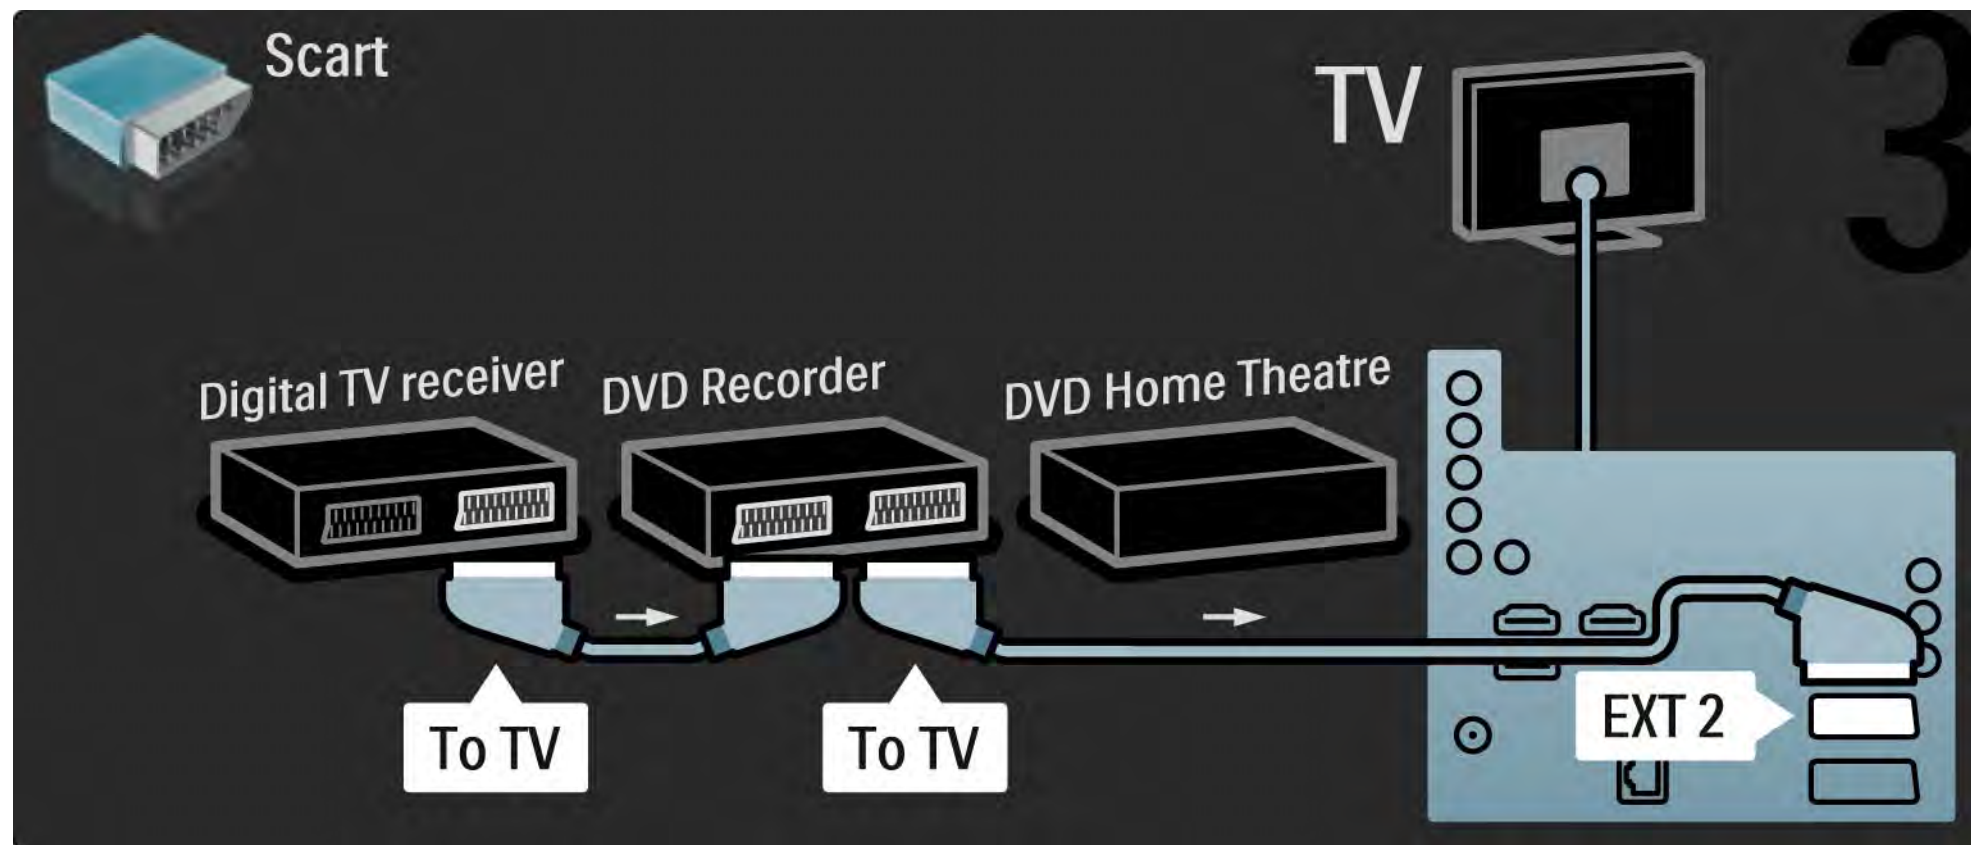 Scart
TV
3
Digital TV receiver
DVD Recorder
DVD Home Theatre
To TV
To TV
EXT 2